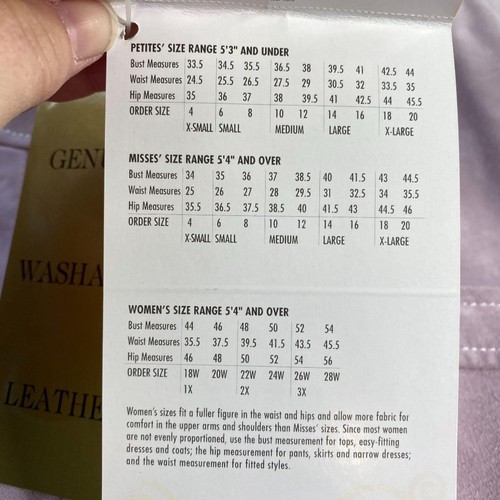 PETITES' SIZE RANGE 5'3" AND UNDER
Bust Measures 33.5 34.5 35.5 36.5 38 39.5 41 42.5 44
Waist Measures 24.5 25.5 26.5 27.5 29 30.5 32 33.5 35
Hip Measures 35 36 37 38 39.5 41 42.5 44 45.5
ORDER SIZE 4 6 8 10 12 14 16 18 20
X-SMALL SMALL MEDIUM LARGE X-LARGE
GENU
MISSES' SIZE RANGE 5'4" AND OVER
Bust Measures 34 35 36 37 38.5 40 41.5 43 44.5
Waist Measures 25 26 27 28 29.5 31 32.5 34 35.5
Hip Measures 35.5 36.5 37.5 38.5 40 41.5 43 44.5 46
ORDER SIZE 4 6 8 10 12 14 16 18 20
X-SMALL SMALL MEDIUM LARGE X-LARGE
WASHA
WOMEN'S SIZE RANGE 5'4" AND OVER
Bust Measures 44 46 48 50 52 54
Waist Measures 35.5 37.5 39.5 41.5 43.5 45.5
Hip Measures 46 48 50 52 54 56
ORDER SIZE 18W 20W 22W 24W 26W 28W
1X 2X 3X
LEATHE
Women's sizes fit a fuller figure in the waist and hips and allow more fabric for
comfort in the upper arms and shoulders than Misses' sizes. Since most women
are not evenly proportioned, use the bust measurement for tops, easy-fitting
dresses and coats; the hip measurement for pants, skirts and narrow dresses;
and the waist measurement for fitted styles.